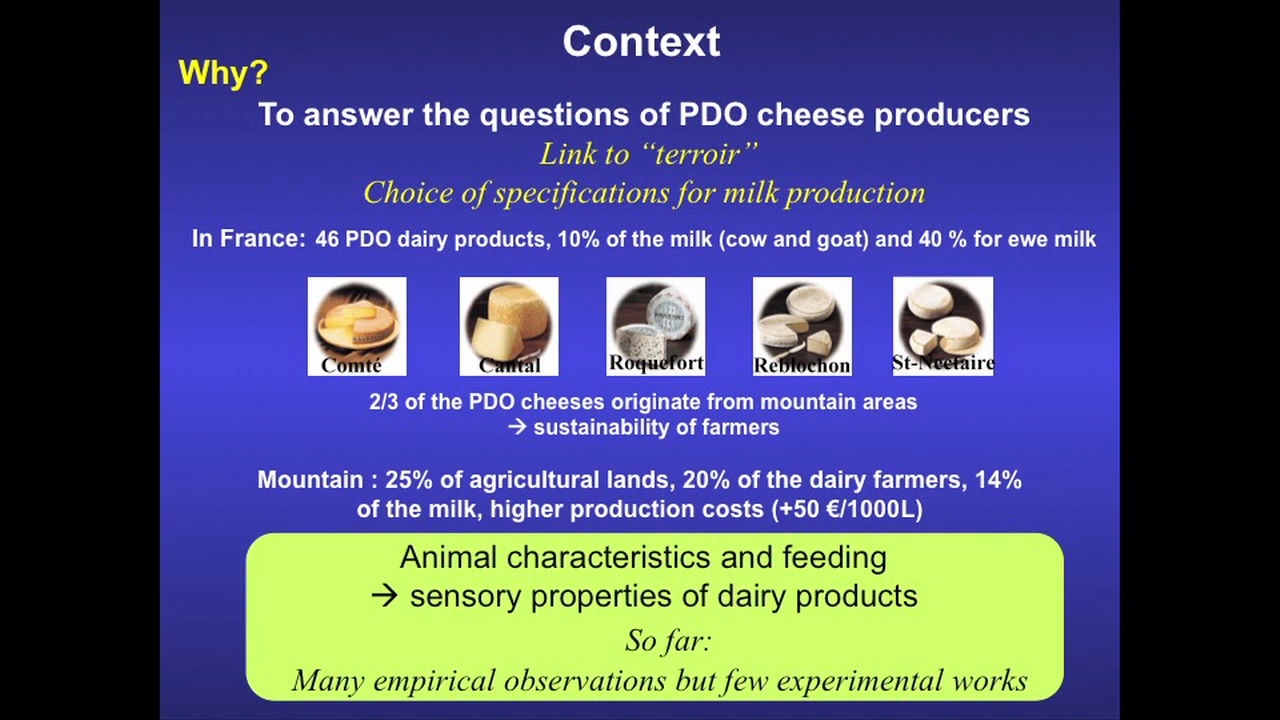 Context
Why?
To answer the questions of PDO cheese producers
Link to “terroir”
Choice of specifications for milk production
In France: 46 PDO dairy products, 10% of the milk (cow and goat) and 40 % for ewe milk
Comté
Cantal
Roquefort
Reblochon
St-Nectaire
2/3 of the PDO cheeses originate from mountain areas
→ sustainability of farmers
Mountain : 25% of agricultural lands, 20% of the dairy farmers, 14%
of the milk, higher production costs (+50 €/1000L)
Animal characteristics and feeding
→ sensory properties of dairy products
So far:
Many empirical observations but few experimental works